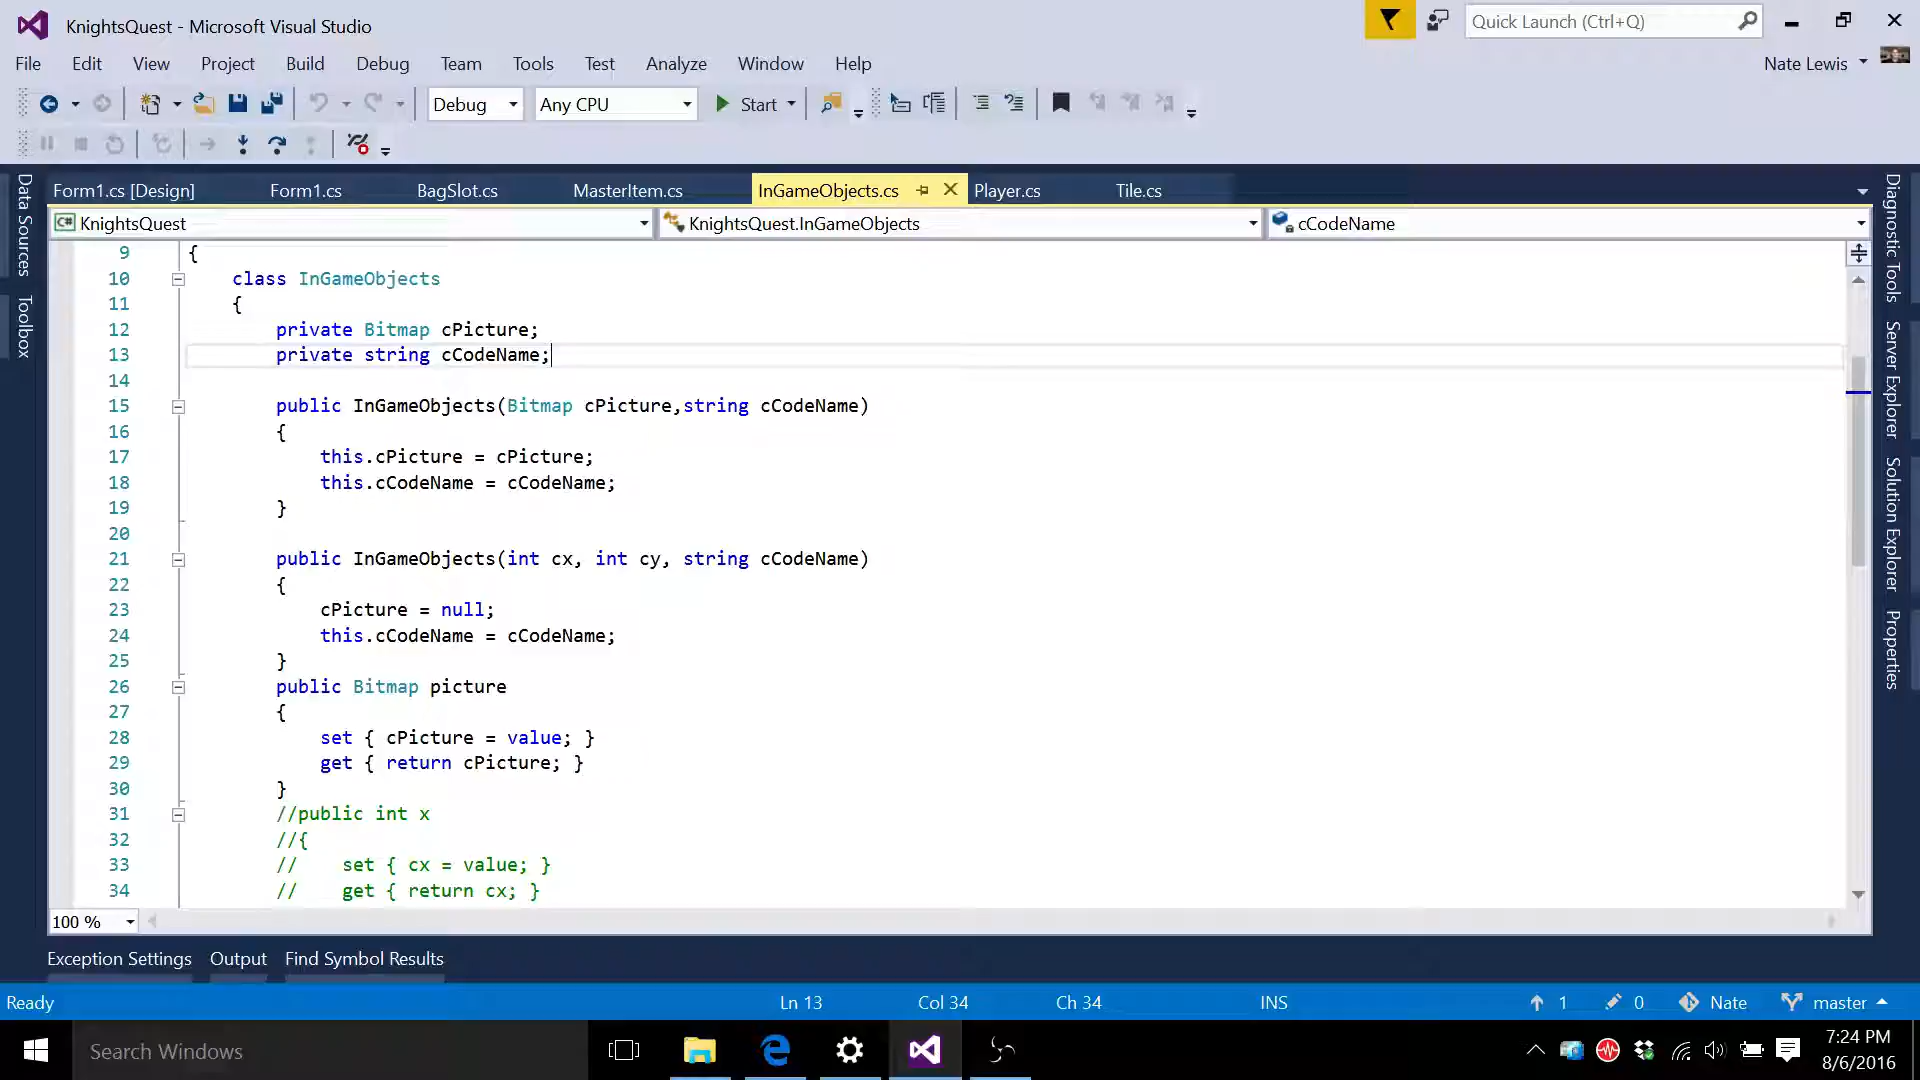 KnightsQuest - Microsoft Visual Studio
Quick Launch (Ctrl+Q)
File Edit View Project Build Debug Team Tools Test Analyze Window Help
Nate Lewis
Debug Any CPU Start
Form1.cs [Design] Form1.cs BagSlot.cs MasterItem.cs InGameObjects.cs Player.cs Tile.cs
C# KnightsQuest KnightsQuest.InGameObjects cCodeName
Data Sources
Toolbox
9 {
10 class InGameObjects
11 {
12 private Bitmap cPicture;
13 private string cCodeName;
14
15 public InGameObjects(Bitmap cPicture,string cCodeName)
16 {
17 this.cPicture = cPicture;
18 this.cCodeName = cCodeName;
19 }
20
21 public InGameObjects(int cx, int cy, string cCodeName)
22 {
23 cPicture = null;
24 this.cCodeName = cCodeName;
25 }
26 public Bitmap picture
27 {
28 set { cPicture = value; }
29 get { return cPicture; }
30 }
31 //public int x
32 //{
33 // set { cx = value; }
34 // get { return cx; }
Diagnostic Tools
Server Explorer
Solution Explorer
Properties
100 %
Exception Settings Output Find Symbol Results
Ready Ln 13 Col 34 Ch 34 INS 1 0 Nate master
Search Windows
7:24 PM
8/6/2016